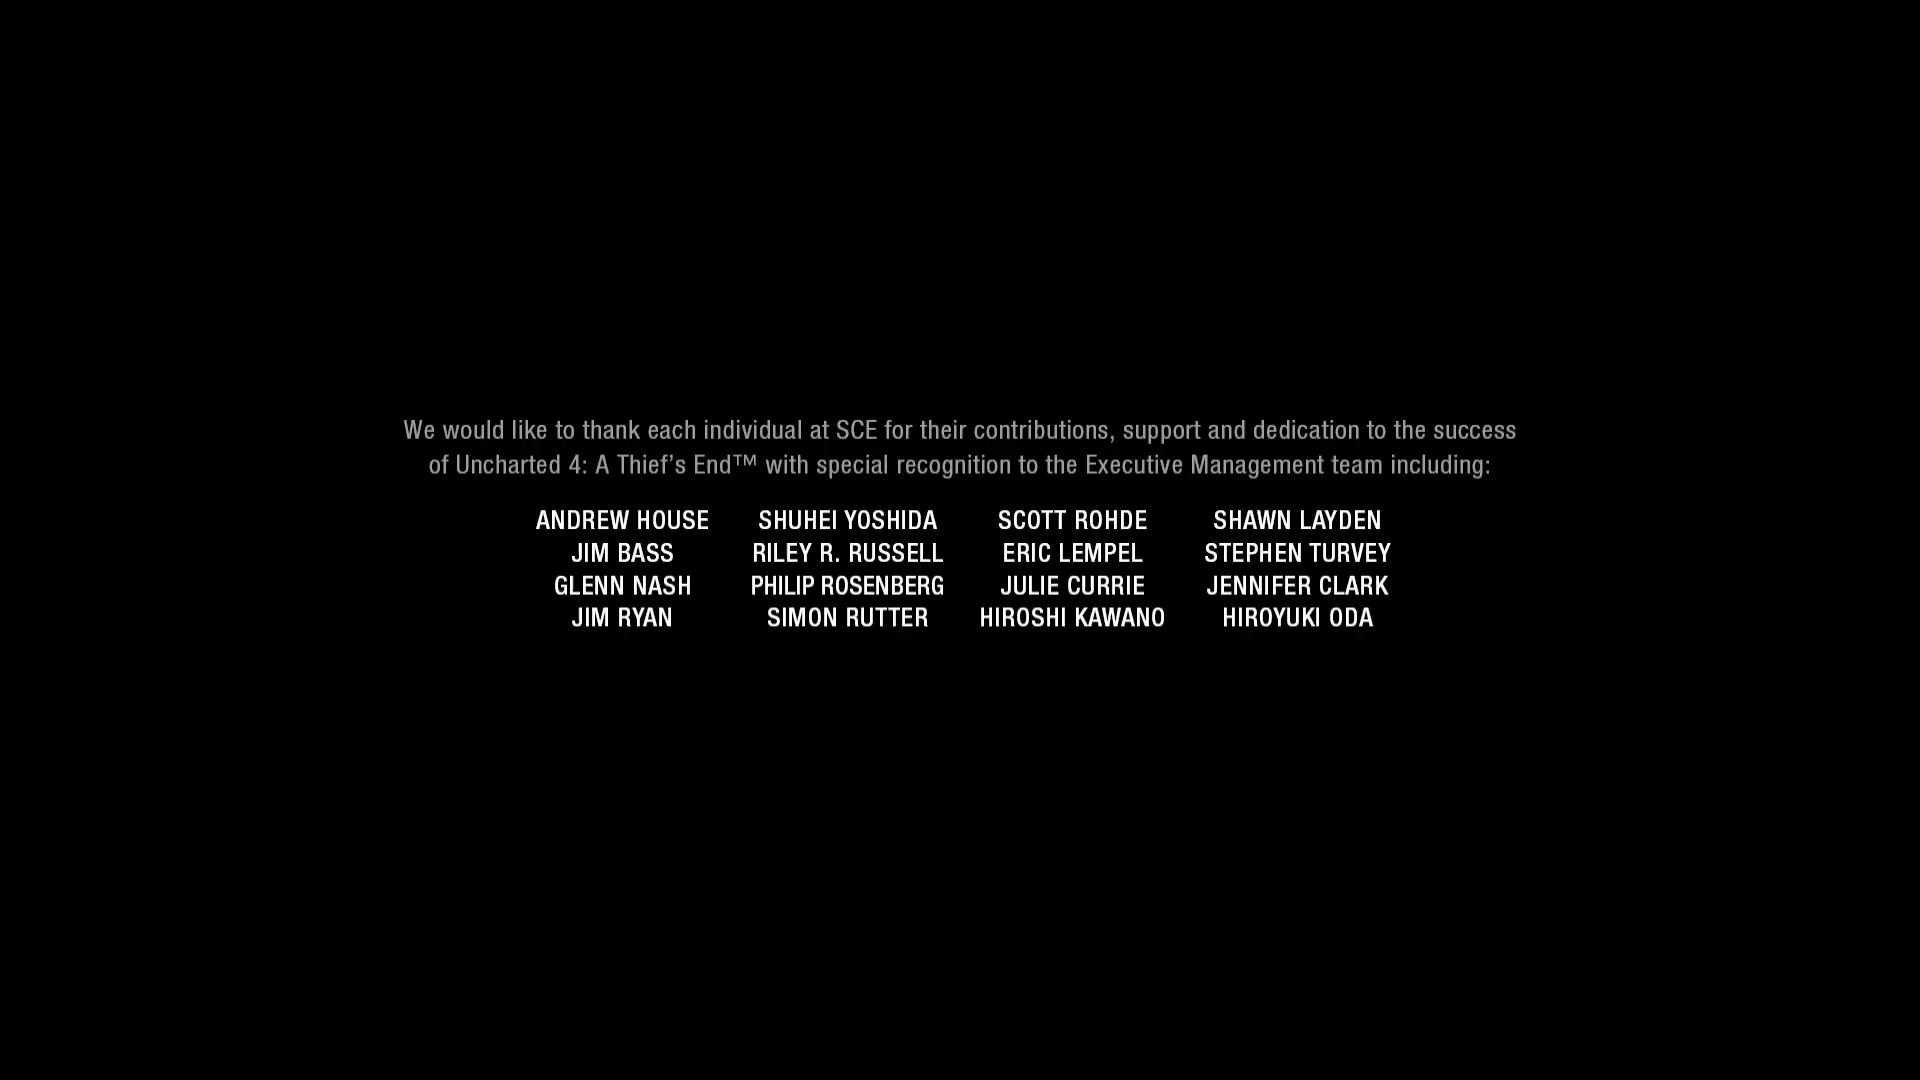 We would like to thank each individual at SCE for their contributions, support and dedication to the success
of Uncharted 4: A Thief’s End™ with special recognition to the Executive Management team including:
ANDREW HOUSE SHUHEI YOSHIDA SCOTT ROHDE SHAWN LAYDEN
JIM BASS RILEY R. RUSSELL ERIC LEMPEL STEPHEN TURVEY
GLENN NASH PHILIP ROSENBERG JULIE CURRIE JENNIFER CLARK
JIM RYAN SIMON RUTTER HIROSHI KAWANO HIROYUKI ODA